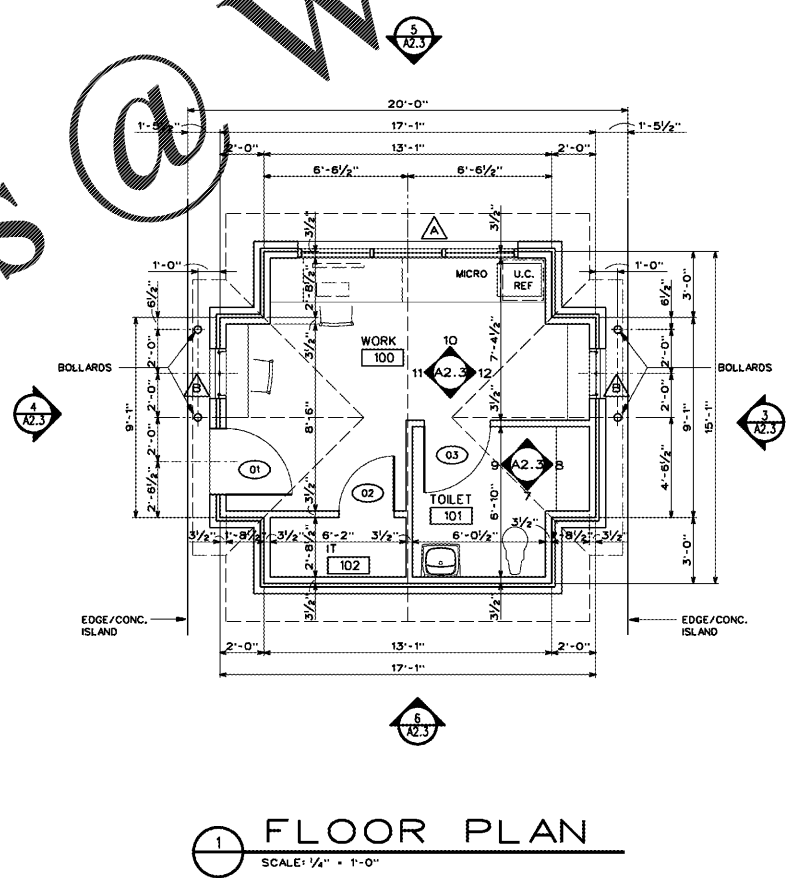 5
A2.3
s @ W
20'-0"
1'-5½" 17'-1" 1'-5½"
2'-0" 13'-1" 2'-0"
6'-6½" 6'-6½"
3½" 3½"
A
1'-0" MICRO U.C. 1'-0"
REF
6½" 2'-8½" 6½" 3'-0"
WORK 10
100
3½" 7'-4½"
BOLLARDS 2'-0" 11 A2.3 12 2'-0" BOLLARDS
B B
4
A2.3
3
A2.3
9'-1" 2'-0" 8'-6" 3½" 9'-1" 15'-1"
2'-0"
01 03 9 A2.3 8
02 7
2'-6½" 6'-10" 4'-6½"
TOILET
101
3½" 3½"
3½" 1'-8½" 3½" 6'-2" 3½" 6'-0½" 1'-8½" 3½"
2'-8½" IT 3'-0"
102
3½" 3½"
EDGE/CONC. EDGE/CONC.
ISLAND ISLAND
2'-0" 13'-1" 2'-0"
17'-1"
6
A2.3
1 FLOOR PLAN
SCALE: ¼" = 1'-0"